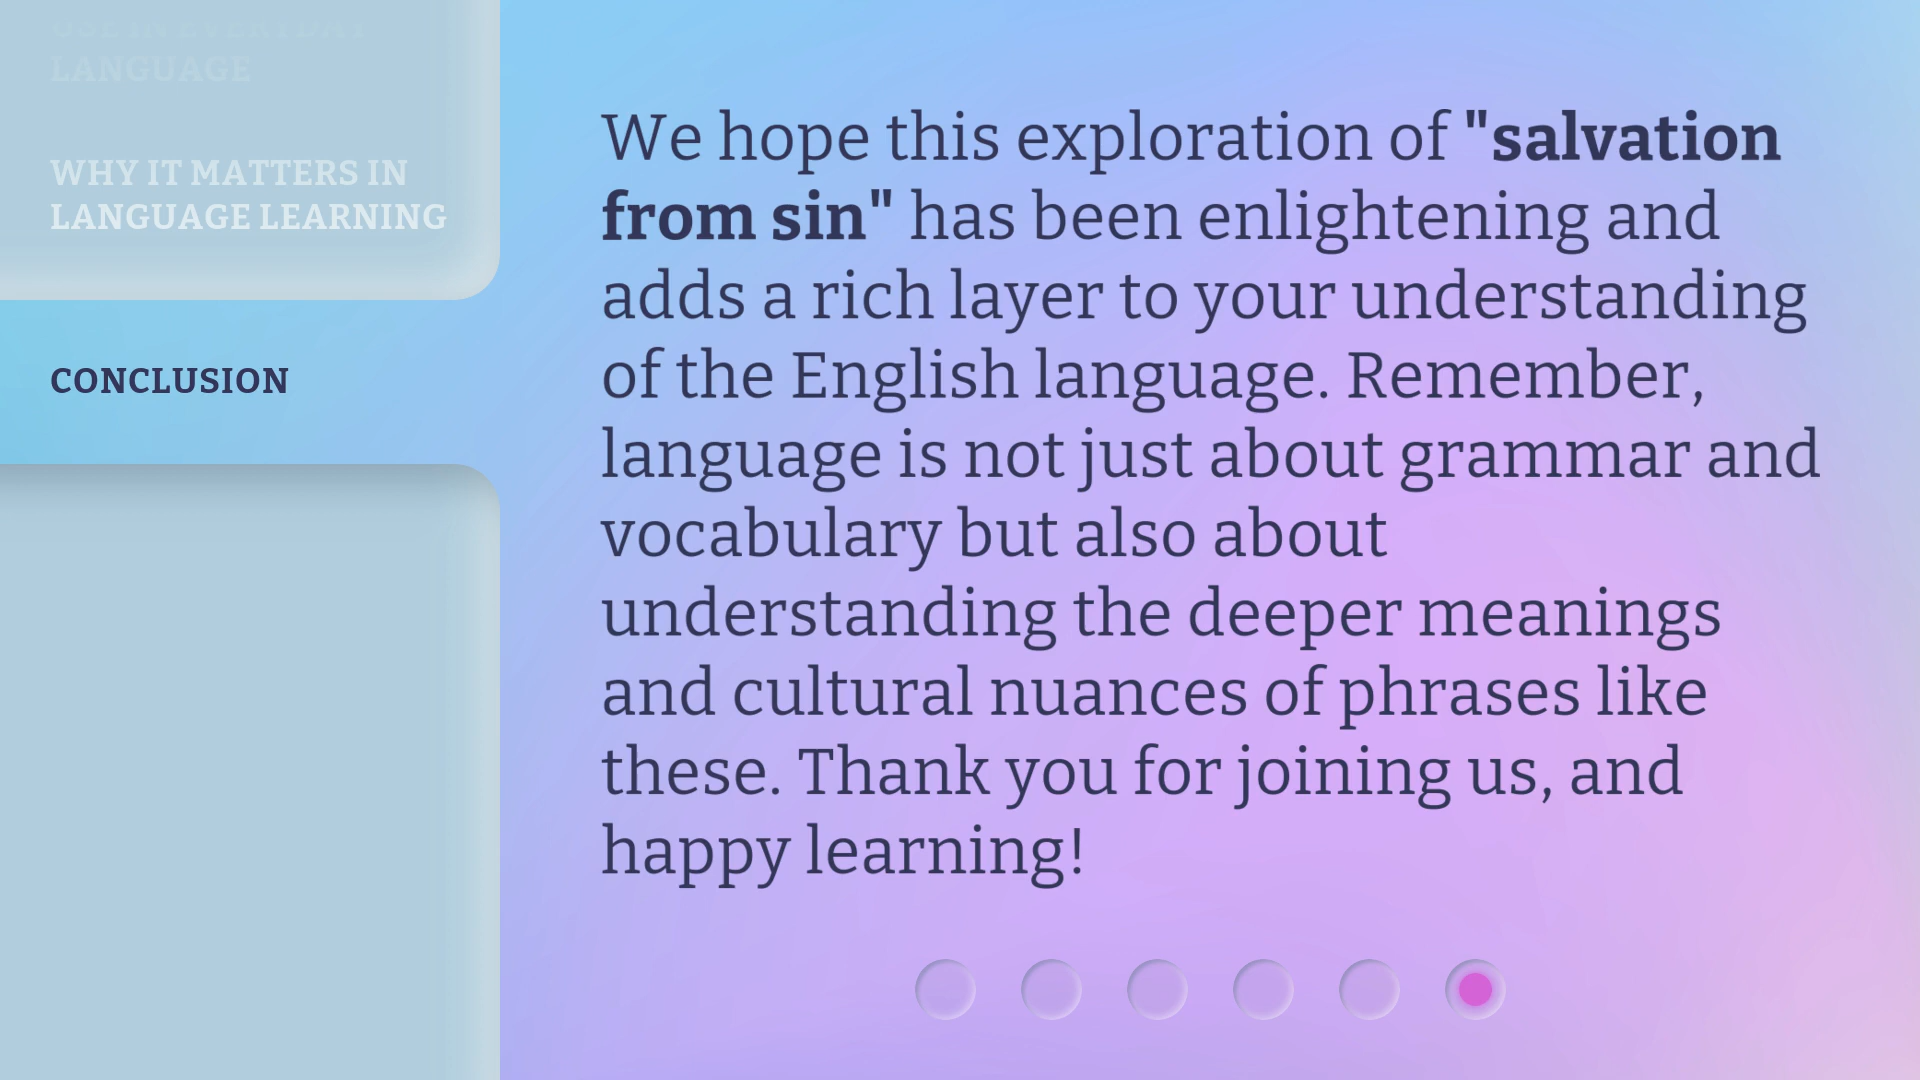 USE IN EVERYDAY
LANGUAGE
WHY IT MATTERS IN
LANGUAGE LEARNING
CONCLUSION
We hope this exploration of "salvation
from sin" has been enlightening and
adds a rich layer to your understanding
of the English language. Remember,
language is not just about grammar and
vocabulary but also about
understanding the deeper meanings
and cultural nuances of phrases like
these. Thank you for joining us, and
happy learning!